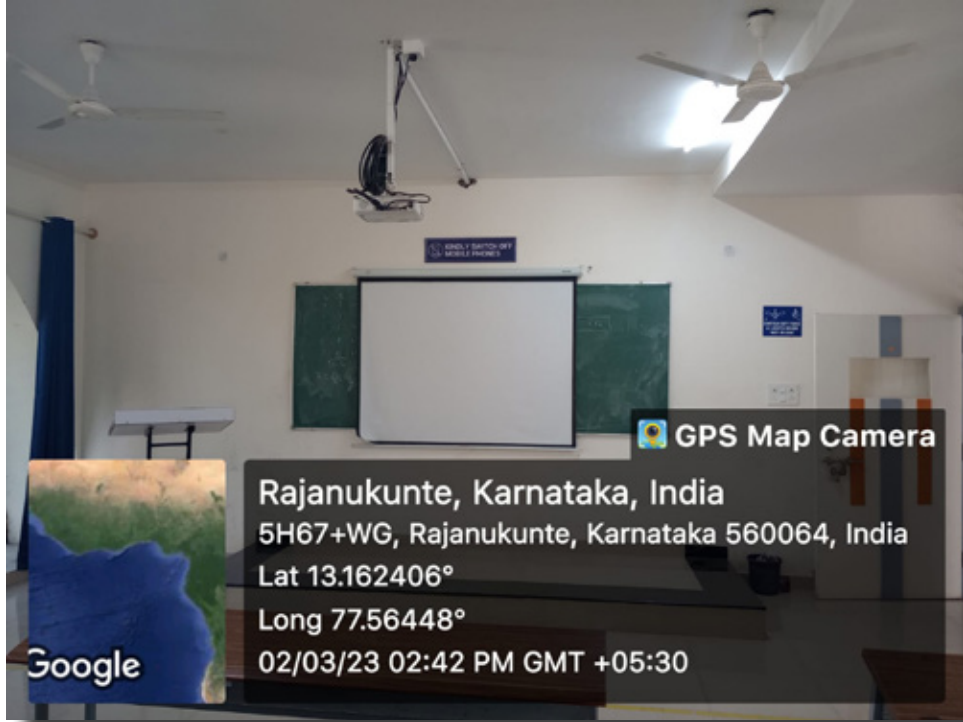 KINDLY SWITCH OFF
MOBILE PHONES
GPS Map Camera
Rajanukunte, Karnataka, India
5H67+WG, Rajanukunte, Karnataka 560064, India
Lat 13.162406°
Long 77.56448°
02/03/23 02:42 PM GMT +05:30
Google